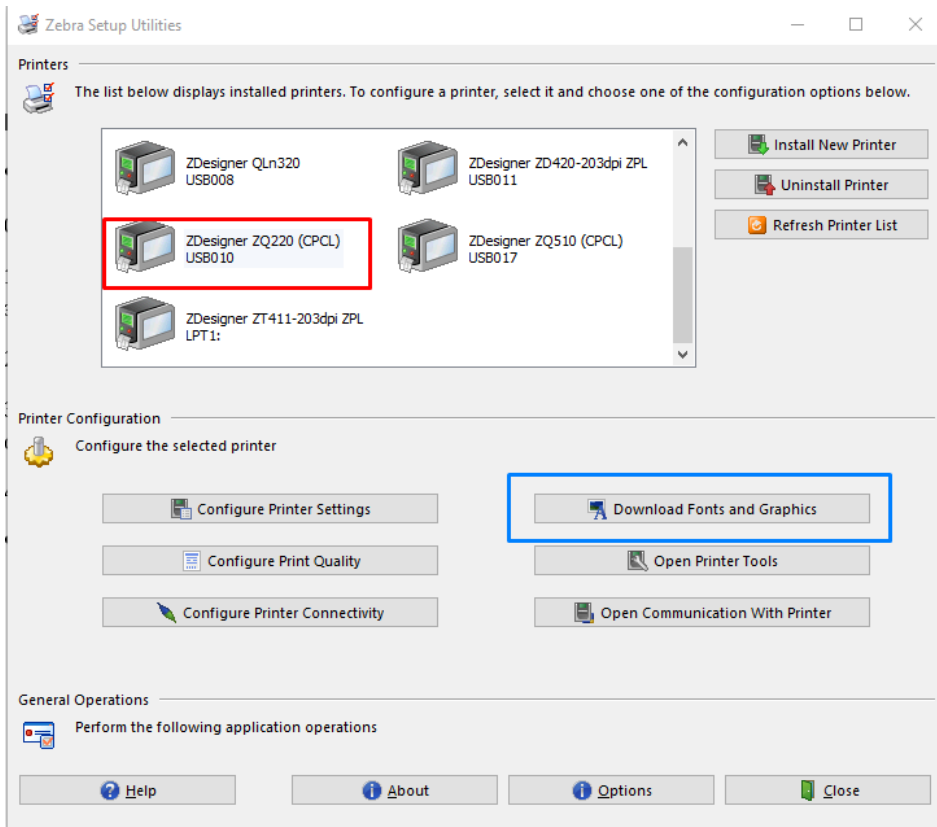 Zebra Setup Utilities
Printers
The list below displays installed printers. To configure a printer, select it and choose one of the configuration options below.
ZDesigner QLn320
USB008
ZDesigner ZD420-203dpi ZPL
USB011
Install New Printer
Uninstall Printer
Refresh Printer List
ZDesigner ZQ220 (CPCL)
USB010
ZDesigner ZQ510 (CPCL)
USB017
ZDesigner ZT411-203dpi ZPL
LPT1:
Printer Configuration
Configure the selected printer
Configure Printer Settings
Download Fonts and Graphics
Configure Print Quality
Open Printer Tools
Configure Printer Connectivity
Open Communication With Printer
General Operations
Perform the following application operations
Help
About
Options
Close